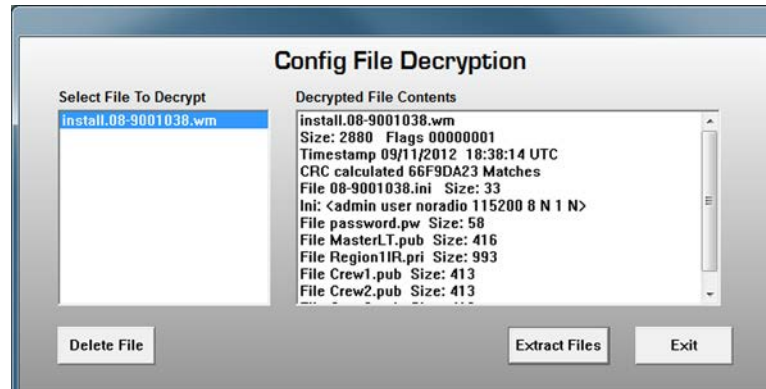 Config File Decryption
Select File To Decrypt
install.08-9001038.wm
Decrypted File Contents
install.08-9001038.wm
Size: 2880 Flags 00000001
Timestamp 09/11/2012 18:38:14 UTC
CRC calculated 66F9DA23 Matches
File 08-9001038.ini Size: 33
Ini: <admin user noradio 115200 8 N 1 N>
File password.pw Size: 58
File MasterLT.pub Size: 416
File Region1IR.pri Size: 993
File Crew1.pub Size: 413
File Crew2.pub Size: 413
Delete File
Extract Files
Exit